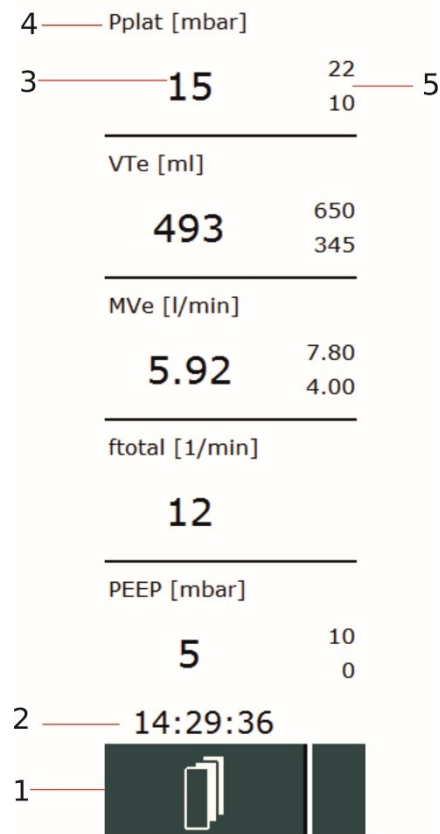 4 Pplat [mbar]
3 15 22 5
10
VTe [ml]
493 650
345
MVe [l/min]
5.92 7.80
4.00
ftotal [1/min]
12
PEEP [mbar]
5 10
0
2 14:29:36
1